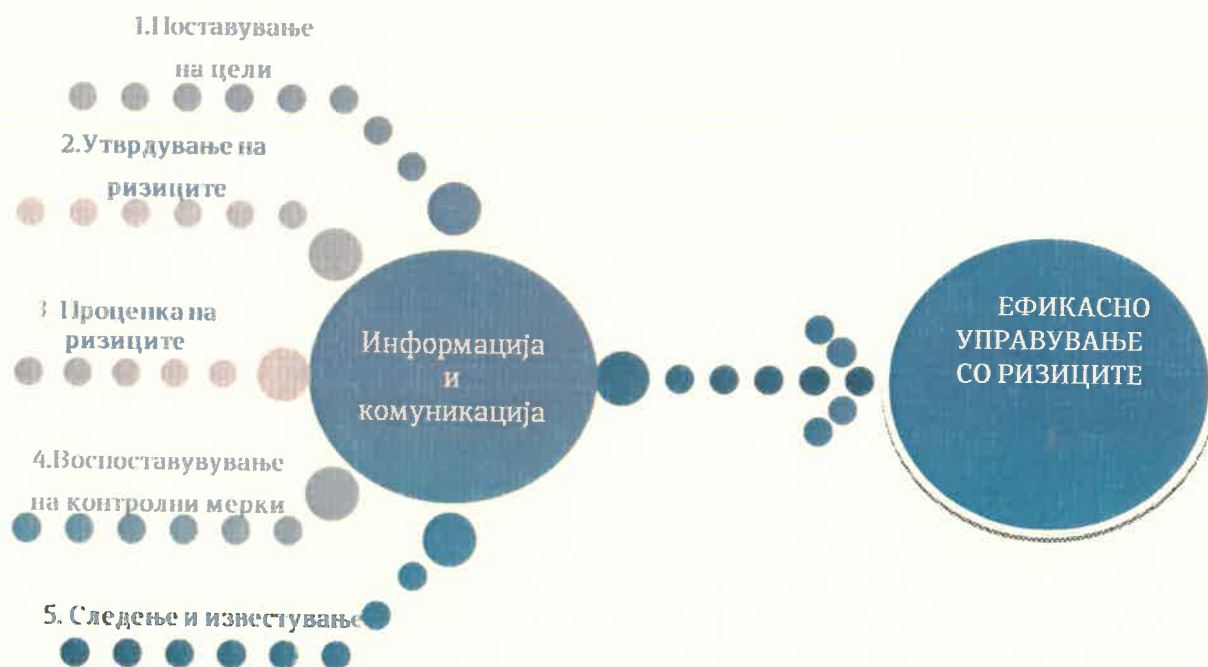 1.Поставување
на цели
2.Утврдување на
ризиците
3 Проценка на
ризиците
4.Воспоставувување
на контролни мерки
5. Следење и известување
Информација
и
комуникација
ЕФИКАСНО
УПРАВУВАЊЕ
СО РИЗИЦИТЕ